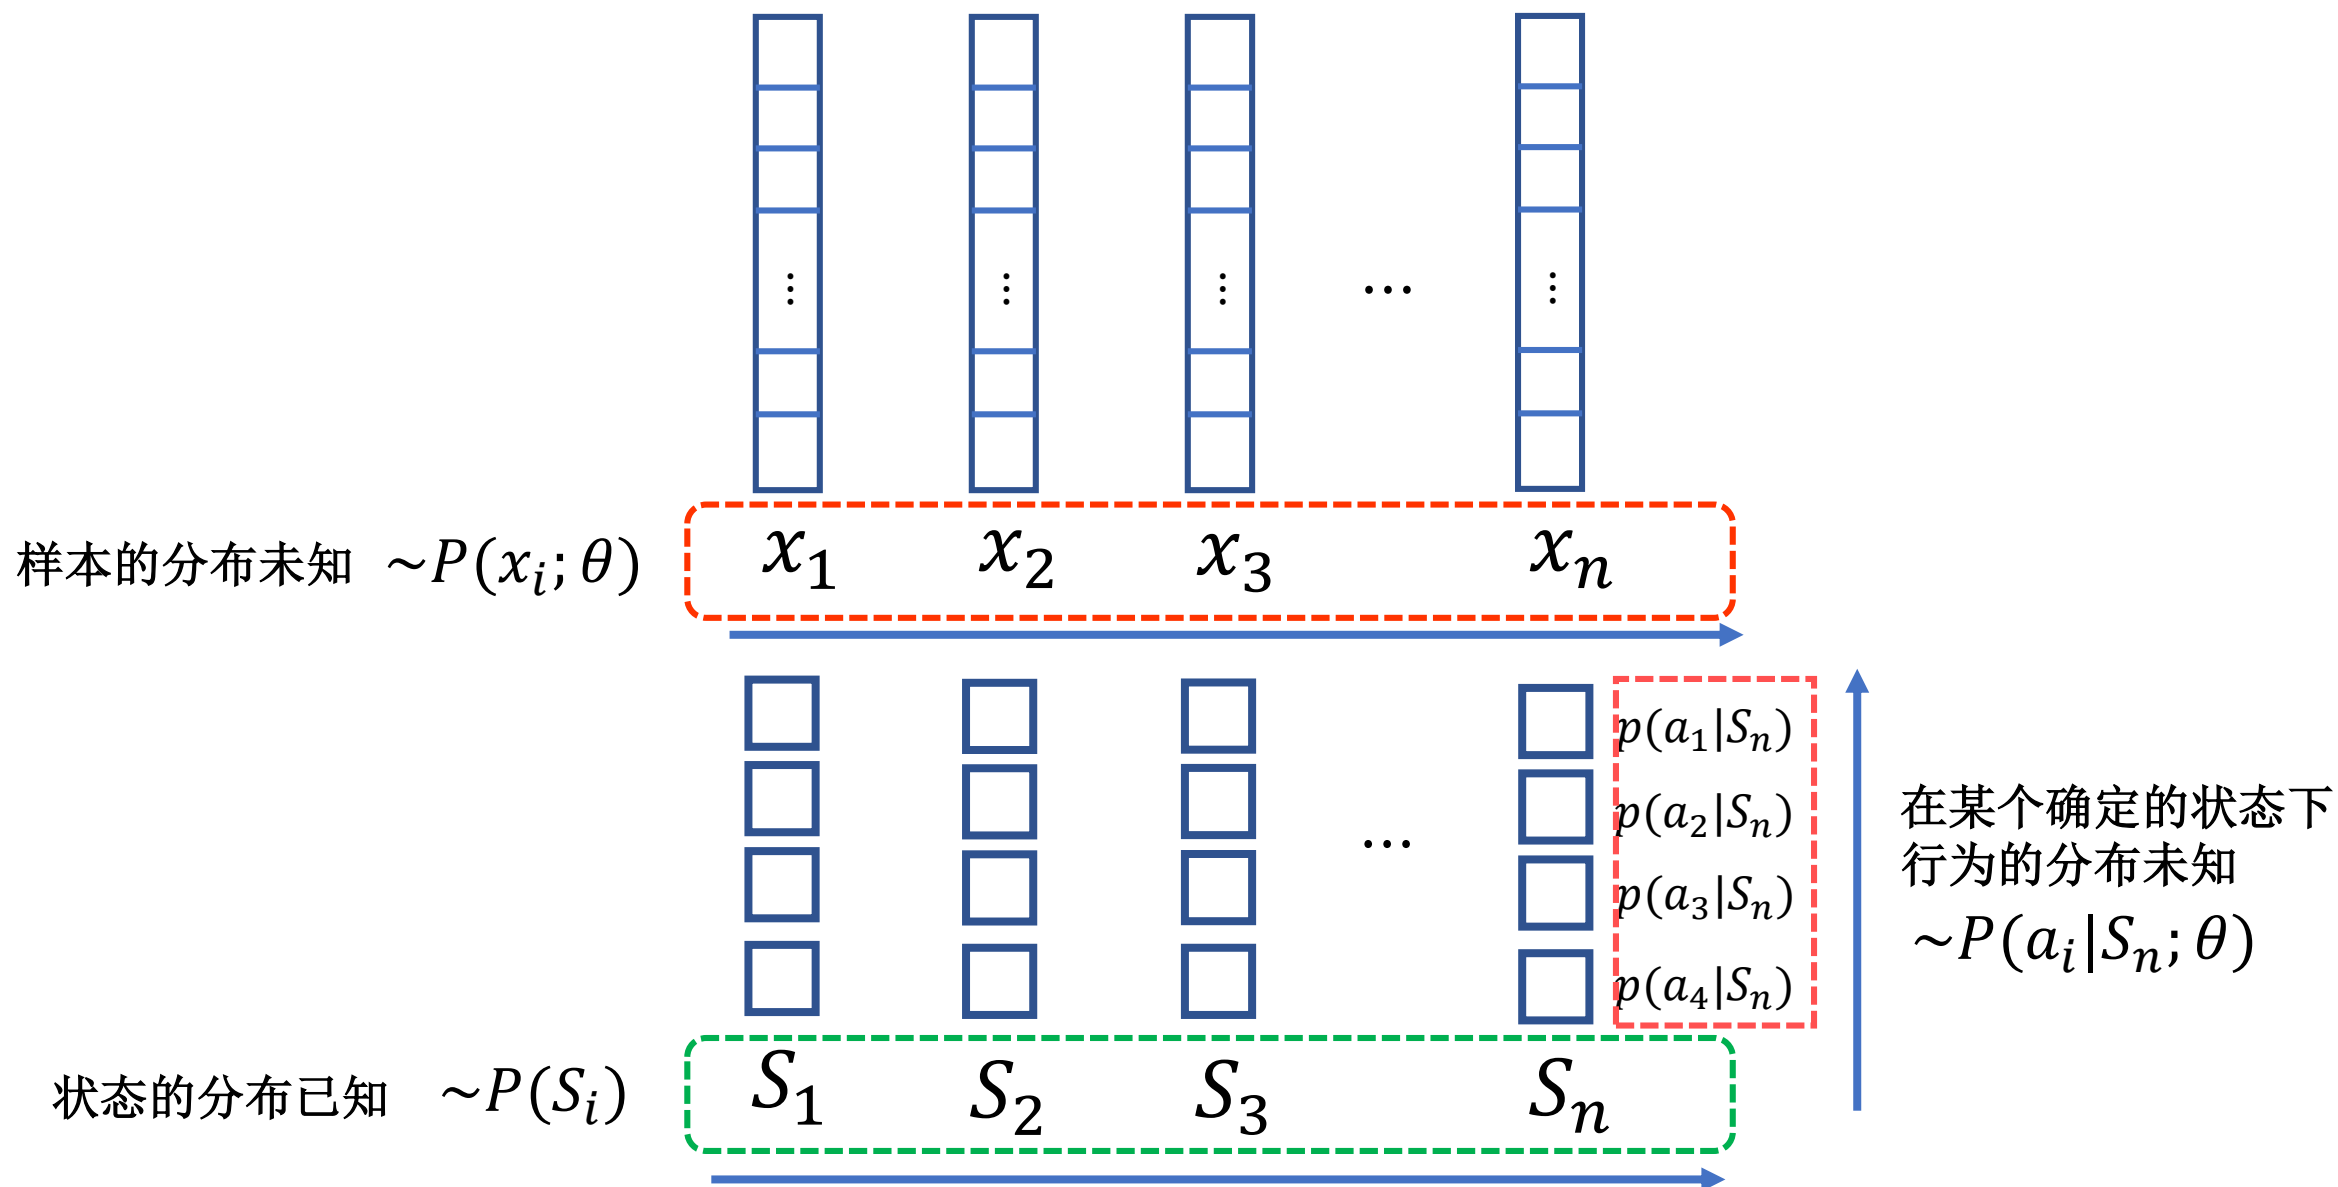 ⋮ ⋮ ⋮ … ⋮
样本的分布未知 ~P(xᵢ; θ) x₁ x₂ x₃ xₙ
p(a₁|Sₙ)
p(a₂|Sₙ)
…
p(a₃|Sₙ)
p(a₄|Sₙ)
在某个确定的状态下
行为的分布未知
~P(aᵢ|Sₙ; θ)
状态的分布已知 ~P(Sᵢ) S₁ S₂ S₃ Sₙ